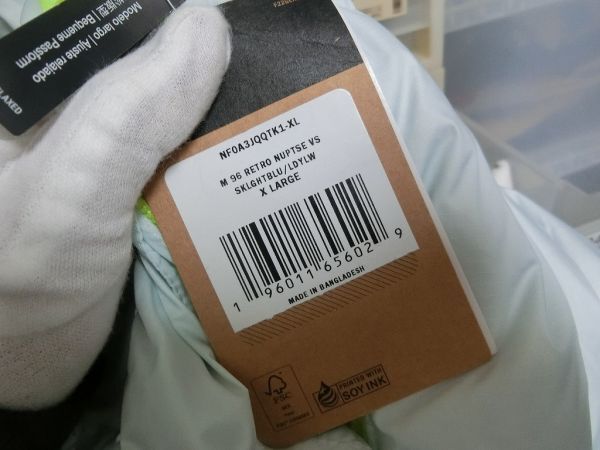 Modelo largo | Ajuste relajado
Bequeme Passform
RELAXED
NF0A3JQQTK1-XL
M 96 RETRO NUPTSE VS
SKLGHTBLU/LDYLW
X LARGE
1 96011 65602 9
MADE IN BANGLADESH
FSC
PRINTED WITH
SOY INK